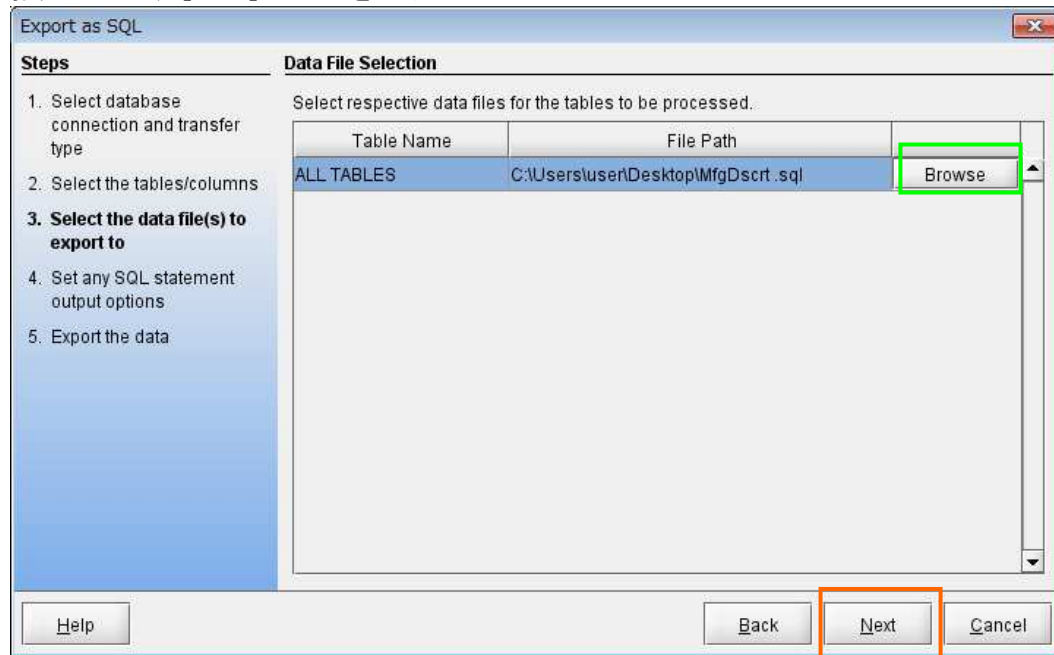 Export as SQL
Steps
1. Select database
connection and transfer
type
2. Select the tables/columns
3. Select the data file(s) to
export to
4. Set any SQL statement
output options
5. Export the data
Data File Selection
Select respective data files for the tables to be processed.
Table Name File Path
ALL TABLES C:\Users\user\Desktop\MfgDscrt .sql Browse
Help Back Next Cancel